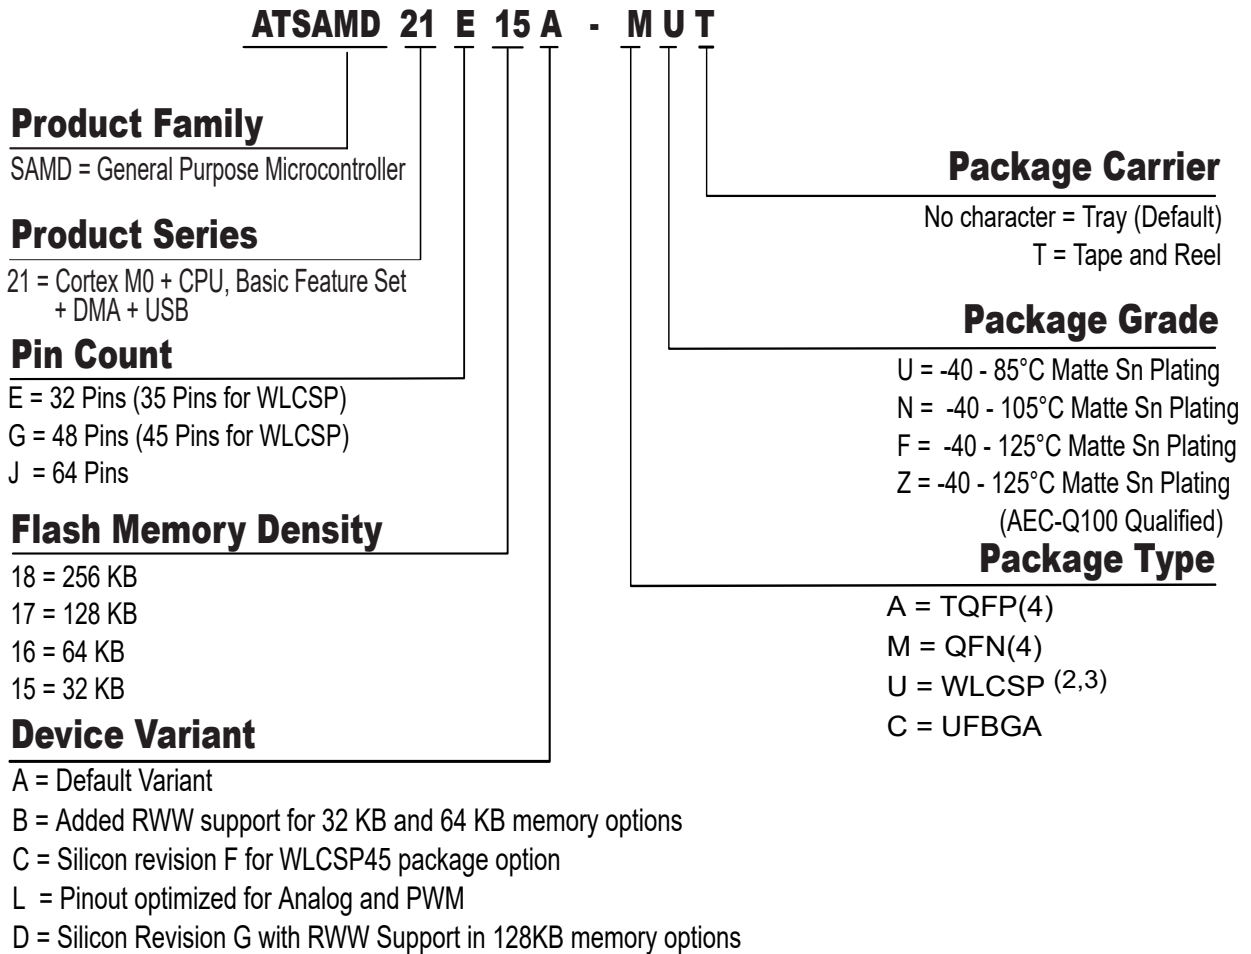 ATSAMD 21 E 15 A - M U T
Product Family
SAMD = General Purpose Microcontroller
Product Series
21 = Cortex M0 + CPU, Basic Feature Set
+ DMA + USB
Pin Count
E = 32 Pins (35 Pins for WLCSP)
G = 48 Pins (45 Pins for WLCSP)
J = 64 Pins
Flash Memory Density
18 = 256 KB
17 = 128 KB
16 = 64 KB
15 = 32 KB
Device Variant
A = Default Variant
B = Added RWW support for 32 KB and 64 KB memory options
C = Silicon revision F for WLCSP45 package option
L = Pinout optimized for Analog and PWM
D = Silicon Revision G with RWW Support in 128KB memory options
Package Carrier
No character = Tray (Default)
T = Tape and Reel
Package Grade
U = -40 - 85°C Matte Sn Plating
N = -40 - 105°C Matte Sn Plating
F = -40 - 125°C Matte Sn Plating
Z = -40 - 125°C Matte Sn Plating
(AEC-Q100 Qualified)
Package Type
A = TQFP(4)
M = QFN(4)
U = WLCSP (2,3)
C = UFBGA